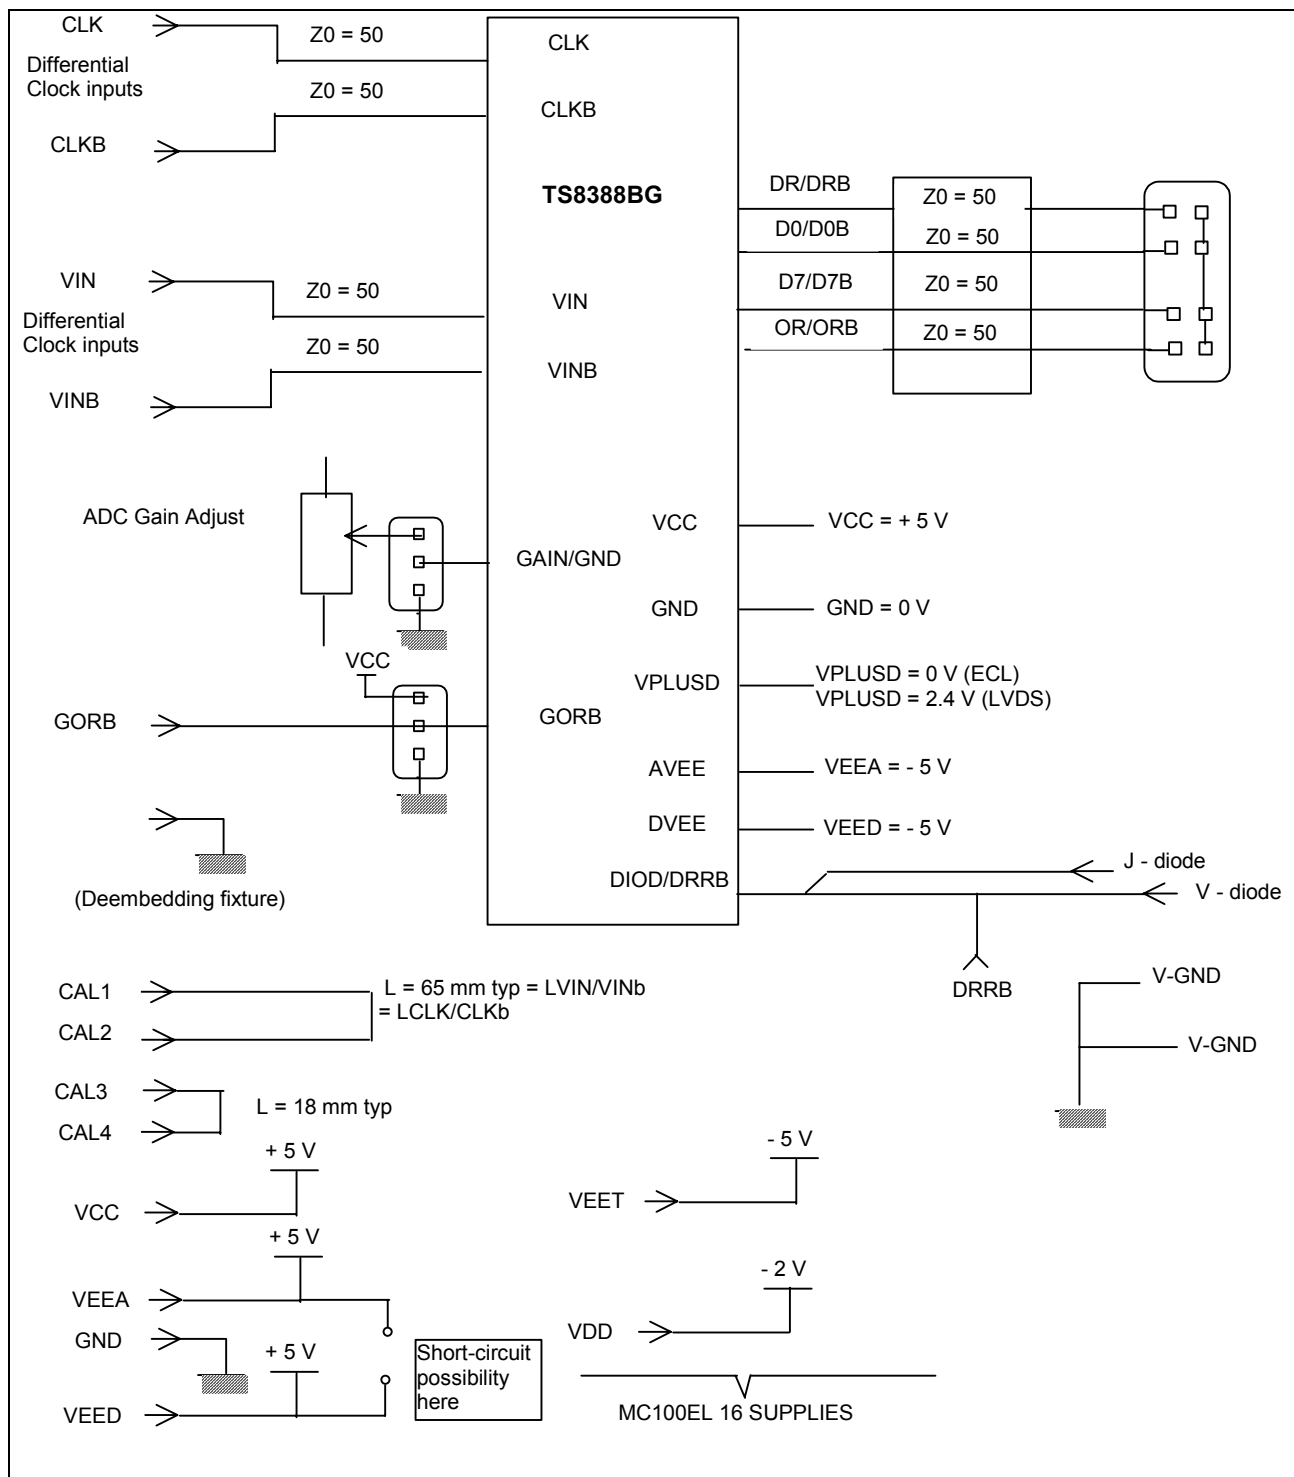 CLK
Z0 = 50
CLK
Differential
Clock inputs
Z0 = 50
CLKB
CLKB
TS8388BG
DR/DRB
Z0 = 50
D0/D0B
Z0 = 50
VIN
Z0 = 50
VIN
D7/D7B
Z0 = 50
Differential
Clock inputs
OR/ORB
Z0 = 50
Z0 = 50
VINB
VINB
ADC Gain Adjust
VCC
VCC = + 5 V
GAIN/GND
GND
GND = 0 V
VCC
VPLUSD
VPLUSD = 0 V (ECL)
VPLUSD = 2.4 V (LVDS)
GORB
GORB
AVEE
VEEA = - 5 V
DVEE
VEED = - 5 V
(Deembedding fixture)
DIOD/DRRB
J - diode
V - diode
DRRB
V-GND
V-GND
CAL1
L = 65 mm typ = LVIN/VINb
= LCLK/CLKb
CAL2
CAL3
L = 18 mm typ
CAL4
+ 5 V
VCC
- 5 V
VEET
+ 5 V
VEEA
- 2 V
VDD
GND
+ 5 V
Short-circuit
possibility
here
VEED
MC100EL 16 SUPPLIES